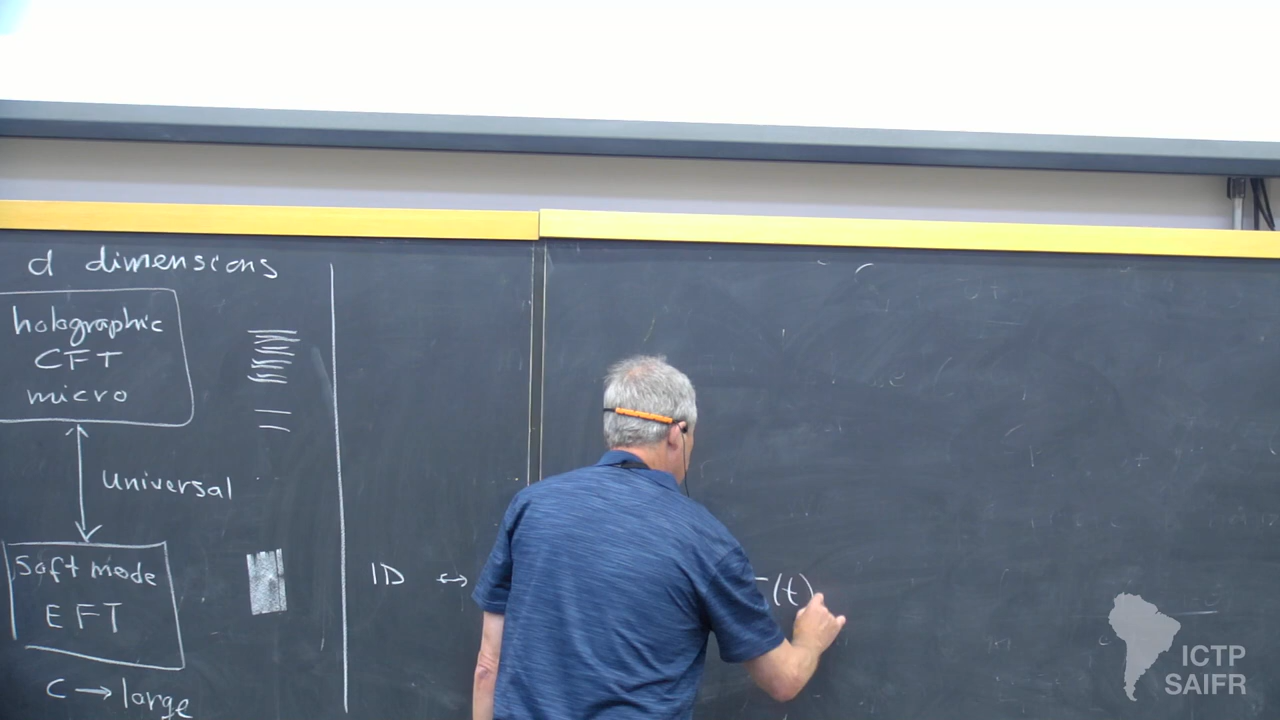 d dimensions
holographic
CFT
micro
universal
Soft mode
EFT
C → large
1D ↔
(t)
ICTP
SAIFR